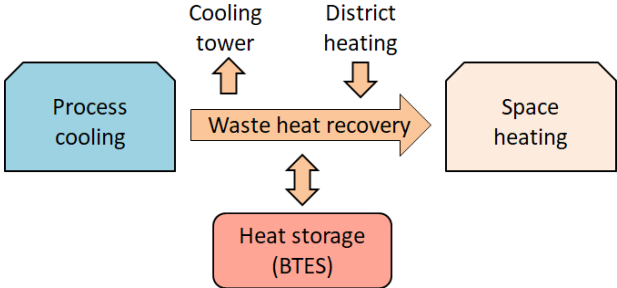 Cooling
tower
District
heating
Process
cooling
Waste heat recovery
Space
heating
Heat storage
(BTES)